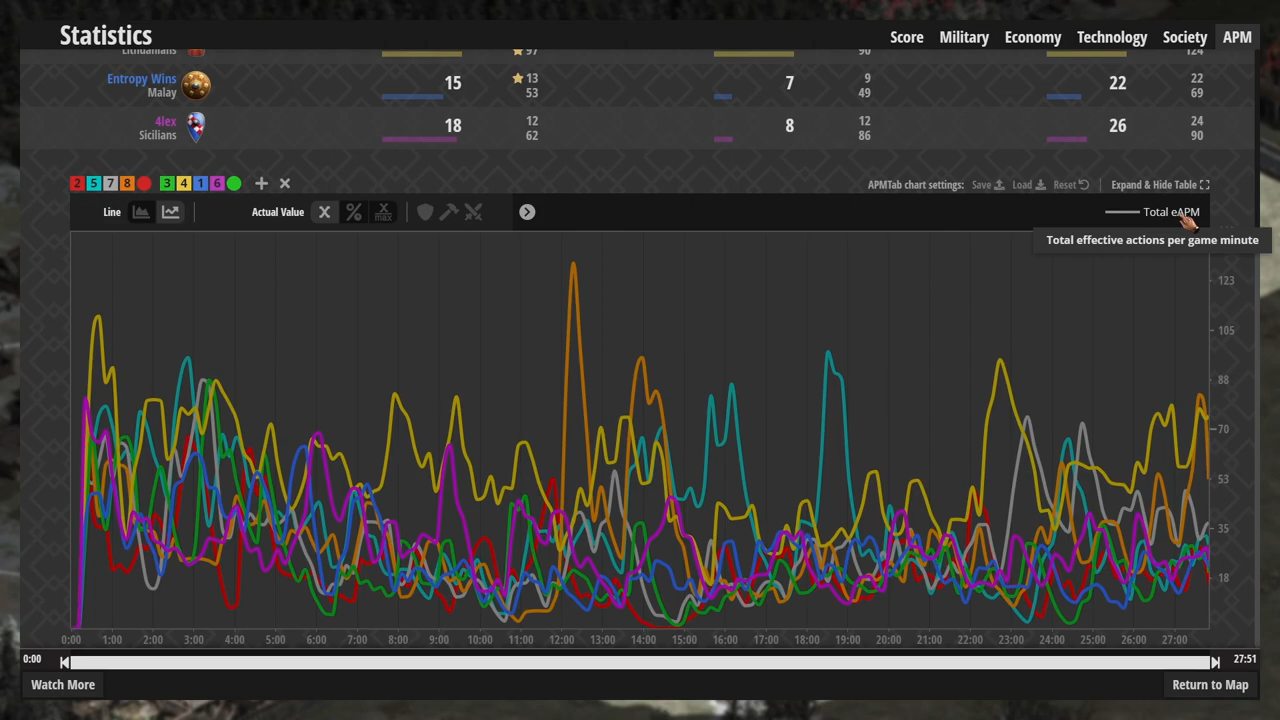 Statistics
Score Military Economy Technology Society APM
Lithuanians 97 90 124
Entropy Wins 15 13 7 9 22 22
Malay 53 49 69
4lex 18 12 8 12 26 24
Sicilians 62 86 90
2 5 7 8 3 4 1 6 APMTab chart settings: Save Load Reset Expand & Hide Table
Line Actual Value X % X max Total eAPM
Total effective actions per game minute
123
105
88
70
53
35
18
0:00 1:00 2:00 3:00 4:00 5:00 6:00 7:00 8:00 9:00 10:00 11:00 12:00 13:00 14:00 15:00 16:00 17:00 18:00 19:00 20:00 21:00 22:00 23:00 24:00 25:00 26:00 27:00
0:00 27:51
Watch More Return to Map